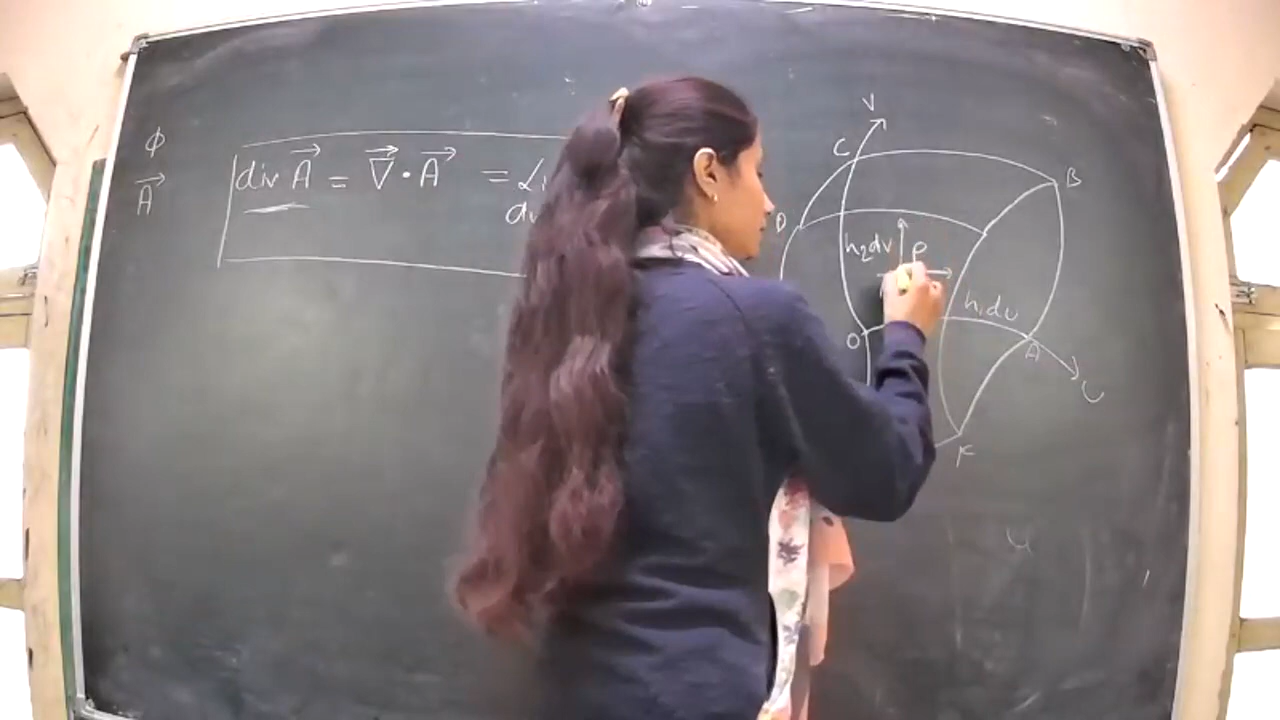 ϕ
A⃗
div A⃗ = ∇⃗ · A⃗ =
V
C
B
D
h₂dv
P
h₁du
O
A
U
F
u